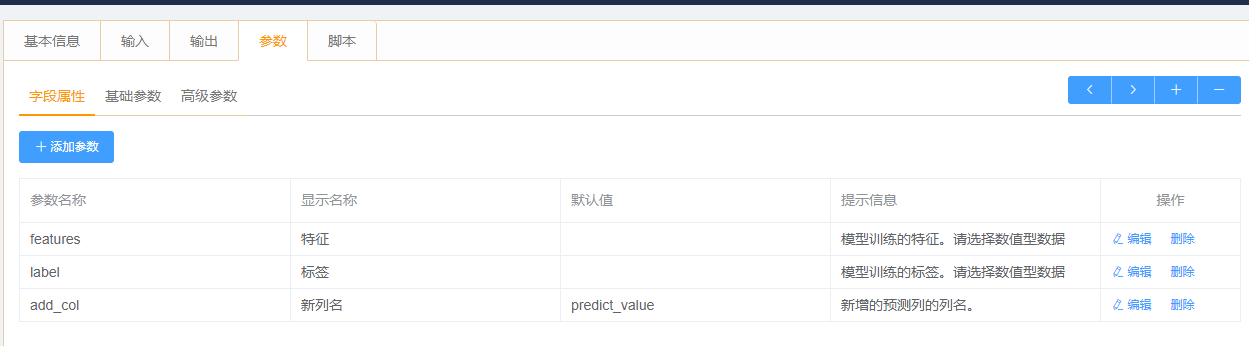 基本信息 输入 输出 参数 脚本
字段属性 基础参数 高级参数
添加参数
参数名称 显示名称 默认值 提示信息 操作
features 特征 模型训练的特征。请选择数值型数据 编辑 删除
label 标签 模型训练的标签。请选择数值型数据 编辑 删除
add_col 新列名 predict_value 新增的预测列的列名。 编辑 删除